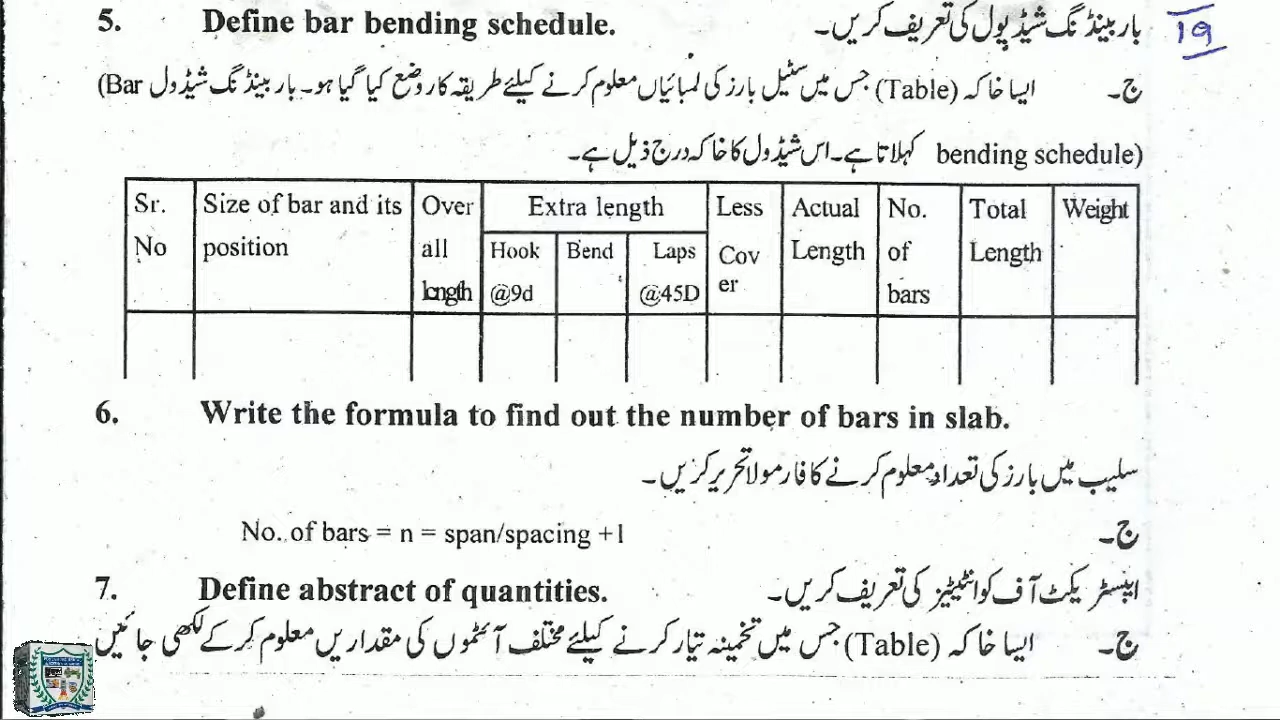 5. Define bar bending schedule. بار بینڈنگ شیڈیول کی تعریف کریں۔ 19
ج۔ ایسا خاکہ (Table) جس میں سٹیل بارز کی لمبائیاں معلوم کرنے کیلئے طریقہ کار وضع کیا گیا ہو۔ بار بینڈنگ شیڈول (Bar
bending schedule) کہلاتا ہے۔ اس شیڈول کا خاکہ درج ذیل ہے۔
Sr. No
Size of bar and its position
Over all length
Extra length
Hook @9d
Bend
Laps @45D
Less Cover
Actual Length
No. of bars
Total Length
Weight
6. Write the formula to find out the number of bars in slab.
سلیب میں بارز کی تعداد معلوم کرنے کا فارمولا تحریر کریں۔
ج۔ No. of bars = n = span/spacing +1
7. Define abstract of quantities. ایبسٹریکٹ آف کوانٹیٹیز کی تعریف کریں۔
ج۔ ایسا خاکہ (Table) جس میں تخمینہ تیار کرنے کیلئے مختلف آئٹموں کی مقداریں معلوم کر کے لکھی جائیں